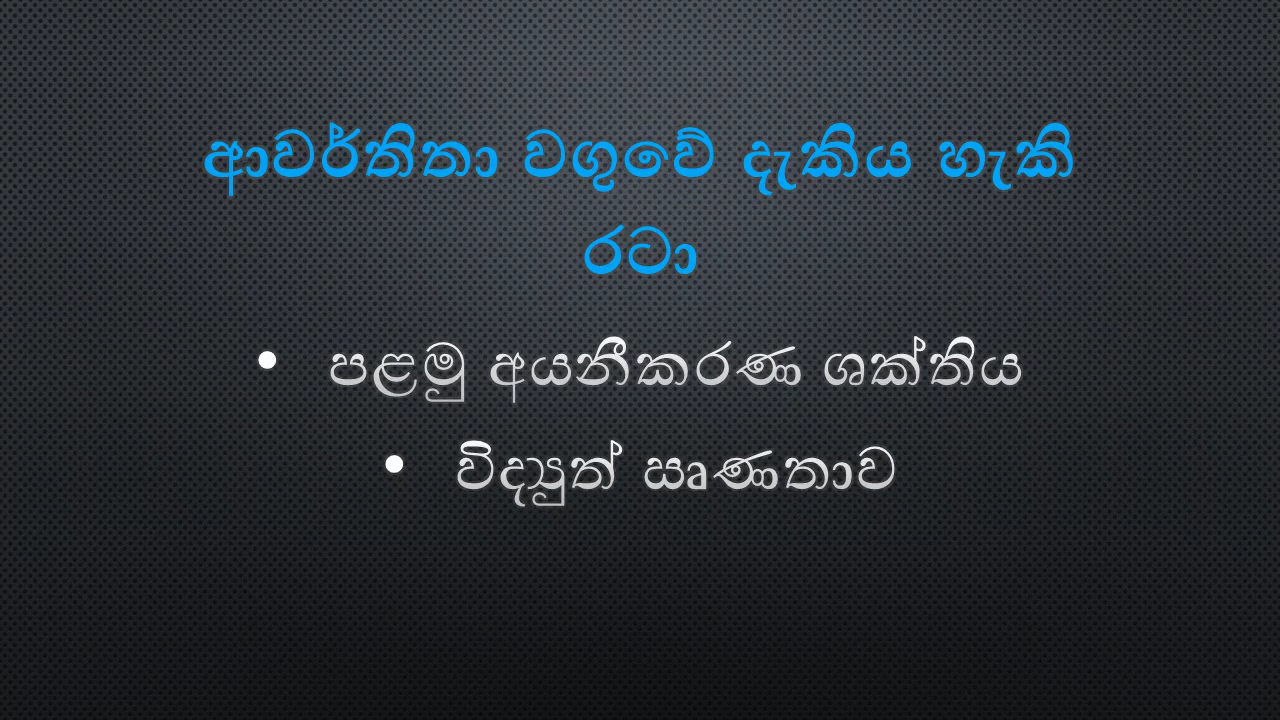 ආවර්තිතා වගුවේ දැකිය හැකි
රටා
• පළමු අයනීකරණ ශක්තිය
• විද්‍යුත් සෘණතාව